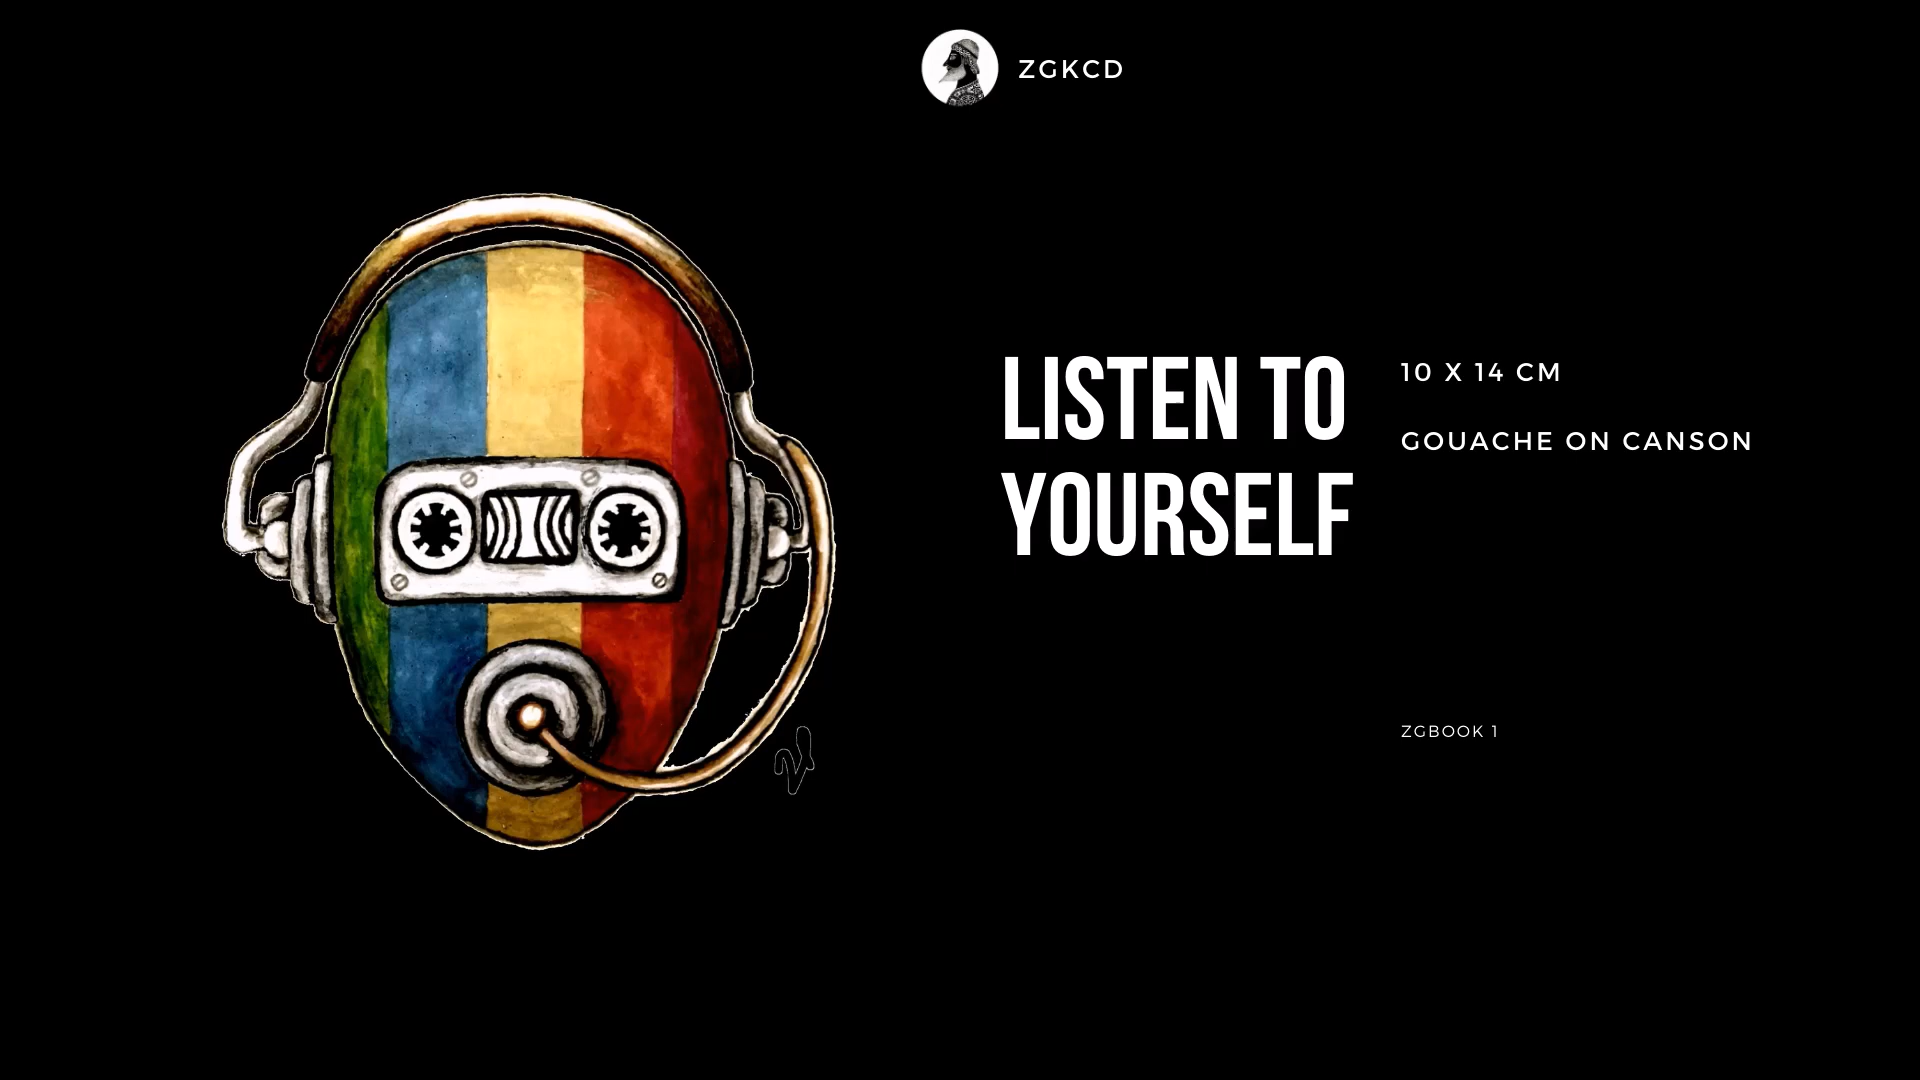 ZGKCD
LISTEN TO
YOURSELF
10 X 14 CM
GOUACHE ON CANSON
ZGBOOK 1